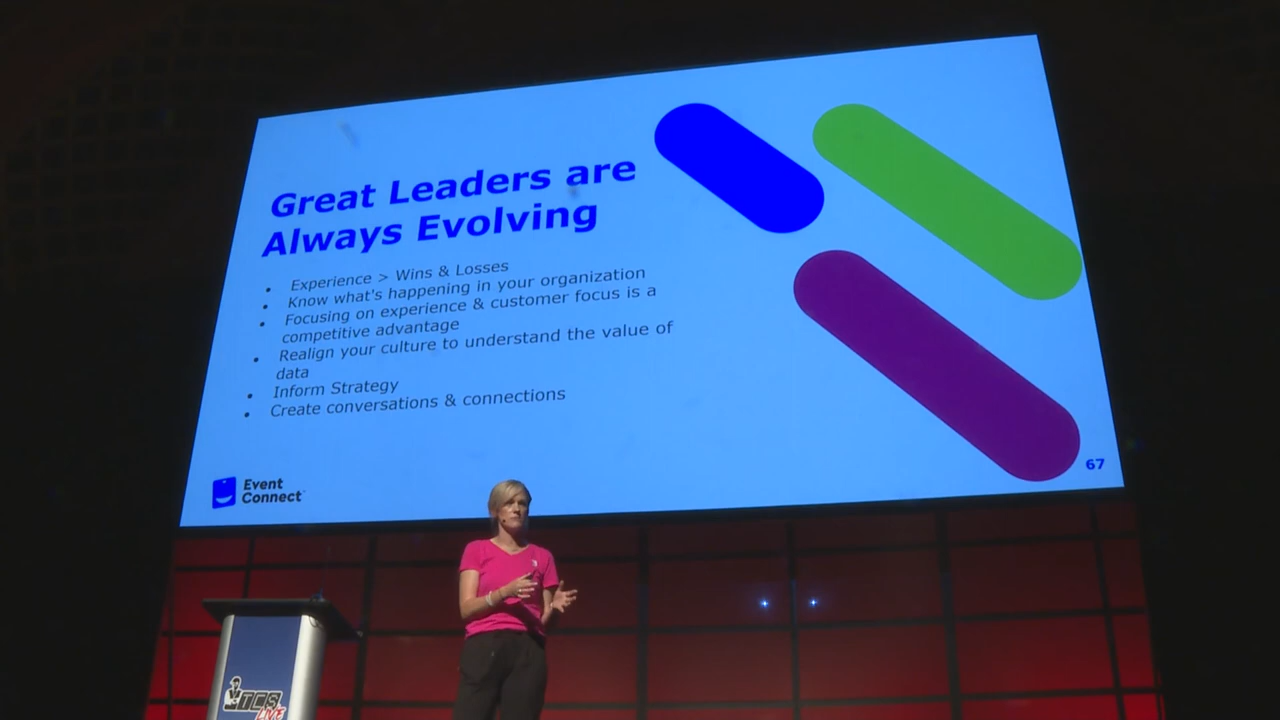 Great Leaders are
Always Evolving
• Experience > Wins & Losses
• Know what's happening in your organization
• Focusing on experience & customer focus is a
competitive advantage
• Realign your culture to understand the value of
data
• Inform Strategy
• Create conversations & connections
67
Event
Connect
TCS
LIVE